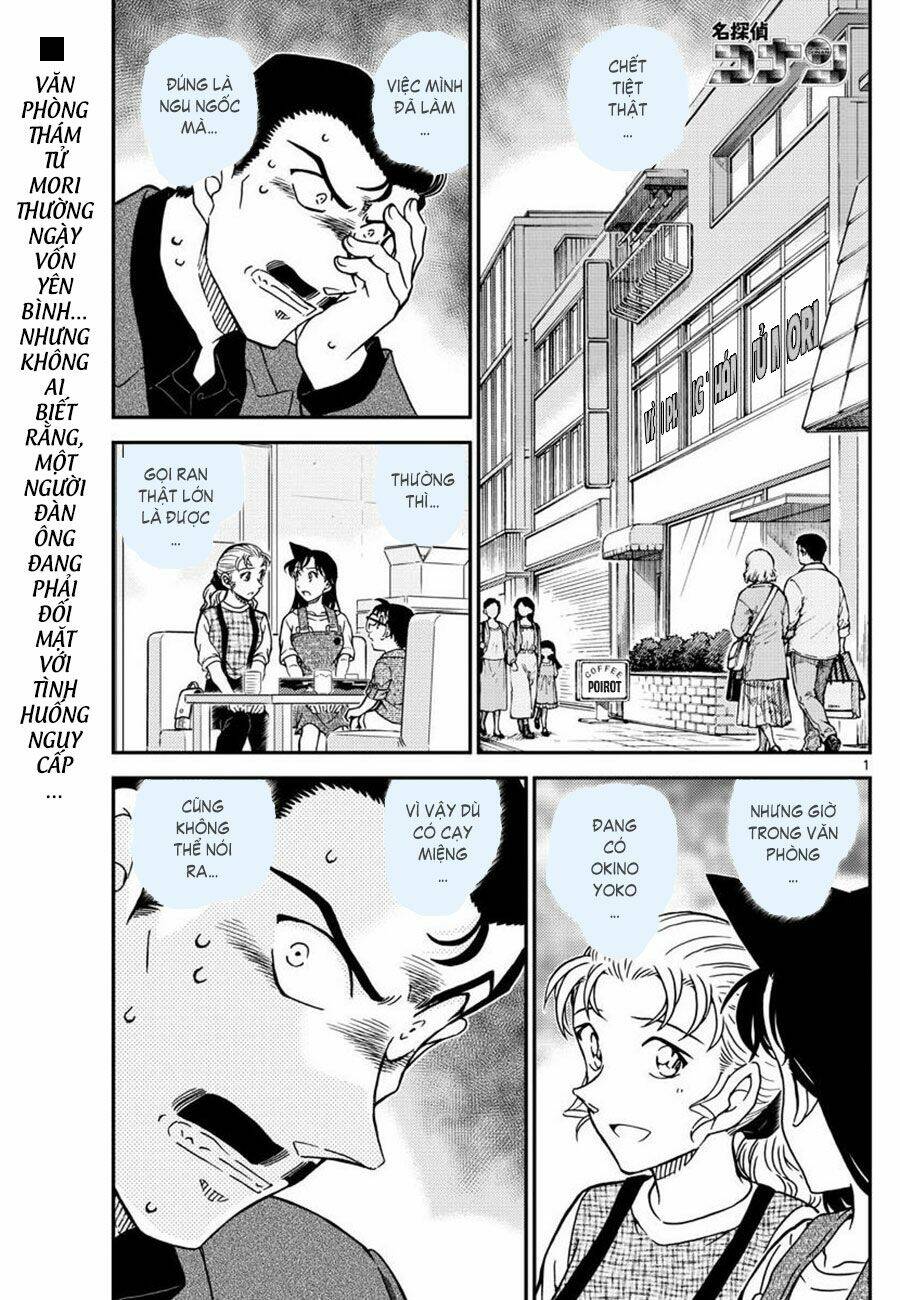 名探偵
コナン
CONAN
■
VĂN
PHÒNG
THÁM
TỬ
MORI
THƯỜNG
NGÀY
VỐN
YÊN
BÌNH...
NHƯNG
KHÔNG
AI
BIẾT
RẰNG,
MỘT
NGƯỜI
ĐÀN
ÔNG
ĐANG
PHẢI
ĐỐI
MẶT
VỚI
TÌNH
HUỐNG
NGUY
CẤP
...
CHẾT
TIỆT
THẬT
...
COFFEE
POIROT
1
VIỆC MÌNH
ĐÃ LÀM
...
ĐÚNG LÀ
NGU NGỐC
MÀ...
THƯỜNG
THÌ...
GỌI RAN
THẬT LỚN
LÀ ĐƯỢC
...
NHƯNG GIỜ
TRONG VĂN
PHÒNG
...
ĐANG
CÓ
OKINO
YOKO
...
VÌ VẬY DÙ
CÓ CẠY
MIỆNG
...
CŨNG
KHÔNG
THỂ NÓI
RA...